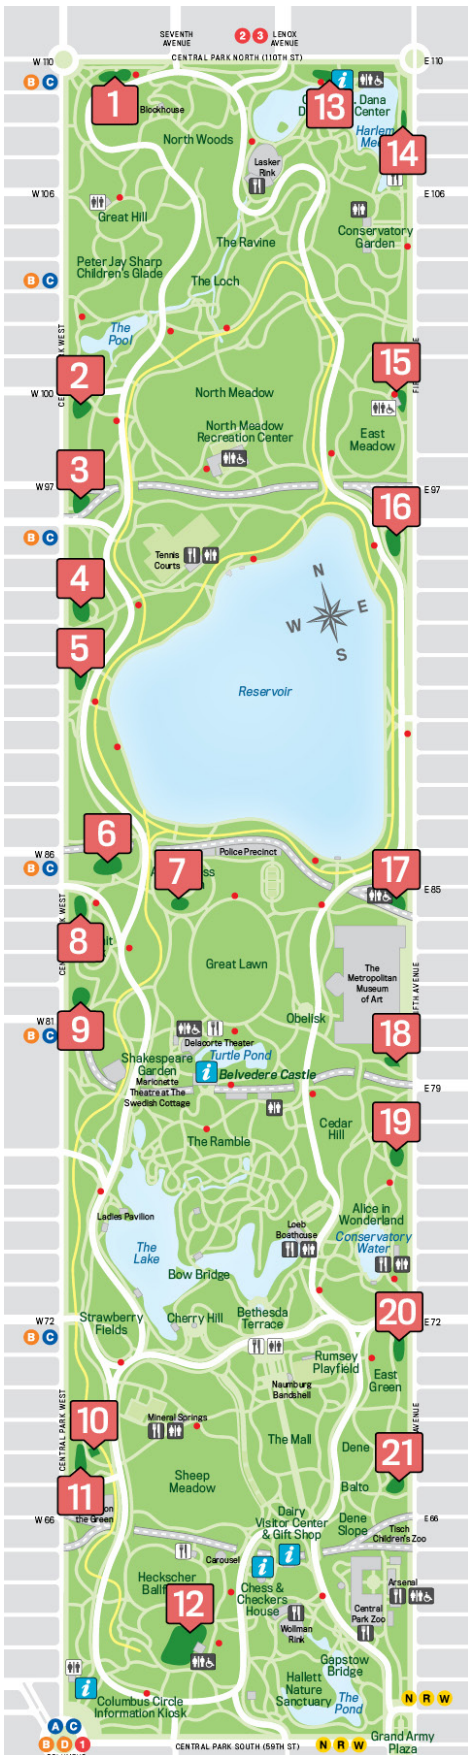 SEVENTH
AVENUE
2 3
LENOX
AVENUE
CENTRAL PARK NORTH (110TH ST)
W 110
E 110
B C
1
Blockhouse
13
Dana
Center
Harlem
14
North Woods
Lasker
Rink
W 106
E 106
Great Hill
Conservatory
Garden
The Ravine
Peter Jay Sharp
Children's Glade
B C
The Loch
The
Pool
2
15
W 100
North Meadow
North Meadow
Recreation Center
East
Meadow
3
W 97
E 97
16
B C
Tennis
Courts
4
N
W E
S
5
Reservoir
6
W 86
B C
Police Precinct
7
17
E 85
8
Great Lawn
The
Metropolitan
Museum
of Art
9
W 81
B C
Obelisk
18
Delacorte Theater
Turtle Pond
Shakespeare
Garden
Belvedere Castle
Marionette
Theatre at The
Swedish Cottage
E 79
19
Cedar
Hill
The Ramble
Ladies Pavilion
Alice in
Wonderland
Loeb
Boathouse
Conservatory
Water
The
Lake
Bow Bridge
20
W 72
E 72
B C
Strawberry
Fields
Cherry Hill
Bethesda
Terrace
Rumsey
Playfield
East
Green
Naumburg
Bandshell
CENTRAL PARK WEST
AVENUE
10
Mineral Springs
The Mall
Dene
21
Sheep
Meadow
Balto
11
on
the Green
W 66
E 66
Dairy
Visitor Center
& Gift Shop
Dene
Slope
Tisch
Children's Zoo
Carousel
Heckscher
12
Chess &
Checkers
House
Arsenal
Central
Park Zoo
Wollman
Rink
Gapstow
Bridge
Hallett
Nature
Sanctuary
The
Pond
Columbus Circle
Information Kiosk
N R W
A C
B D 1
CENTRAL PARK SOUTH (59TH ST)
N R W
Grand Army
Plaza